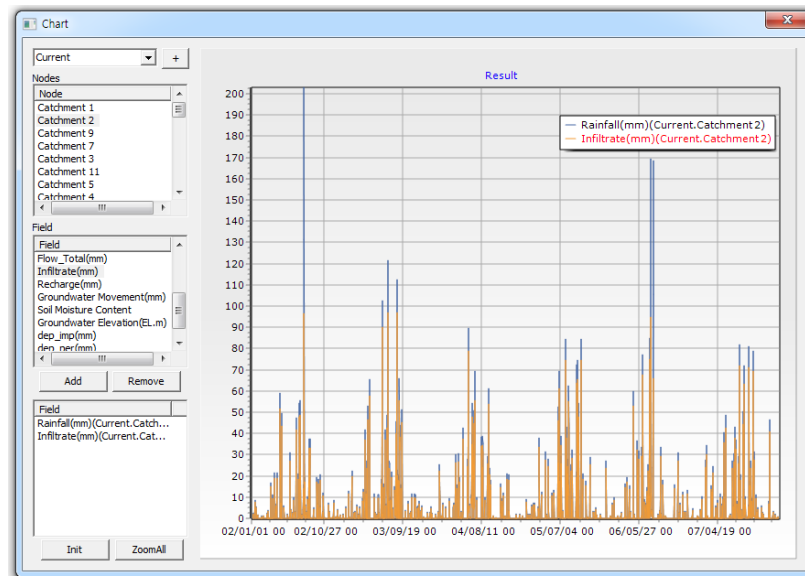 Chart
Current
+
Nodes
Node
Catchment 1
Catchment 2
Catchment 9
Catchment 7
Catchment 3
Catchment 11
Catchment 5
Catchment 4
Field
Field
Flow_Total(mm)
Infiltrate(mm)
Recharge(mm)
Groundwater Movement(mm)
Soil Moisture Content
Groundwater Elevation(EL.m)
dep_imp(mm)
dep_per(mm)
Add Remove
Field
Rainfall(mm)(Current.Catch...
Infiltrate(mm)(Current.Cat...
Init ZoomAll
Result
Rainfall(mm)(Current.Catchment 2)
Infiltrate(mm)(Current.Catchment 2)
200
190
180
170
160
150
140
130
120
110
100
90
80
70
60
50
40
30
20
10
0
02/01/01 00 02/10/27 00 03/09/19 00 04/08/11 00 05/07/04 00 06/05/27 00 07/04/19 00